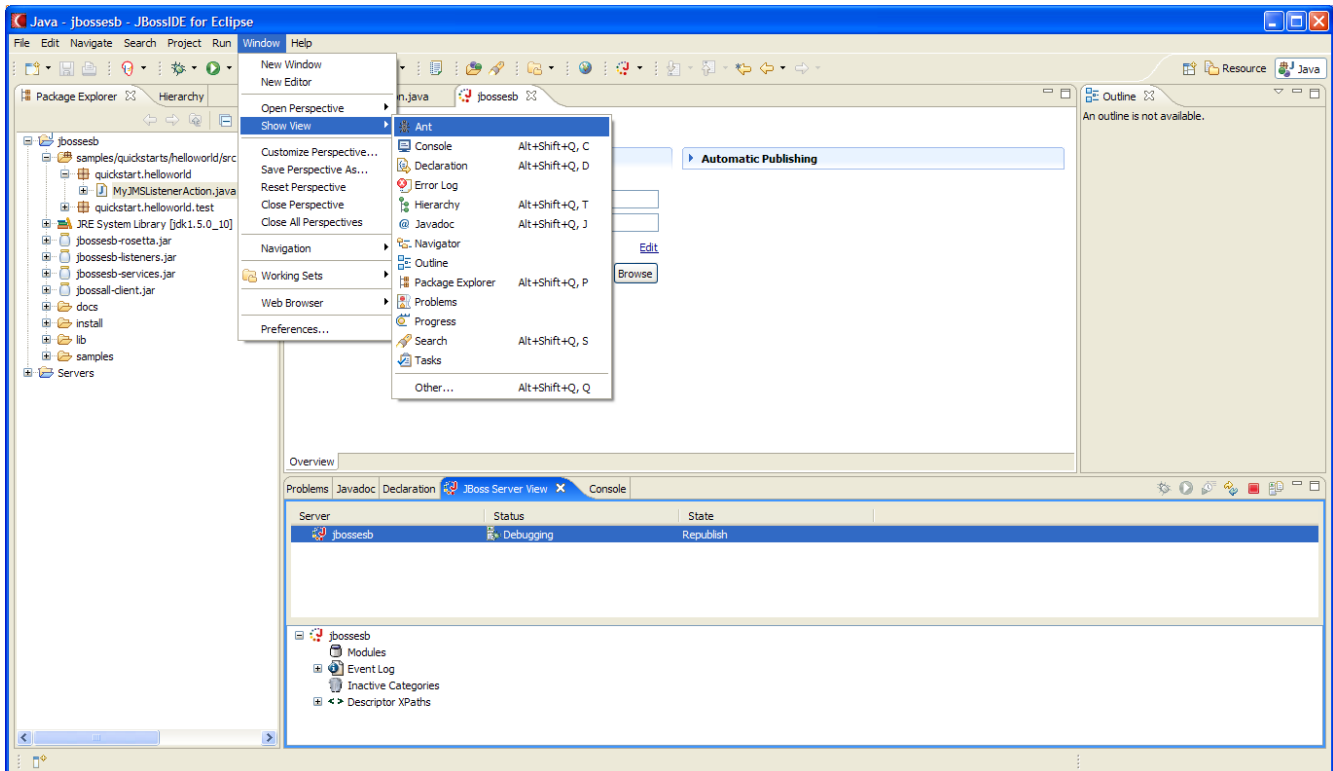 Java - jbossesb - JBossIDE for Eclipse
File Edit Navigate Search Project Run Window Help
Resource Java
Package Explorer Hierarchy
jbossesb
samples/quickstarts/helloworld/src
quickstart.helloworld
MyJMSListenerAction.java
quickstart.helloworld.test
JRE System Library [jdk1.5.0_10]
jbossesb-rosetta.jar
jbossesb-listeners.jar
jbossesb-services.jar
jbossall-client.jar
docs
install
lib
samples
Servers
New Window
New Editor
Open Perspective
Show View
Customize Perspective...
Save Perspective As...
Reset Perspective
Close Perspective
Close All Perspectives
Navigation
Working Sets
Web Browser
Preferences...
Ant
Console Alt+Shift+Q, C
Declaration Alt+Shift+Q, D
Error Log
Hierarchy Alt+Shift+Q, T
Javadoc Alt+Shift+Q, J
Navigator
Outline
Package Explorer Alt+Shift+Q, P
Problems
Progress
Search Alt+Shift+Q, S
Tasks
Other... Alt+Shift+Q, Q
n.java jbossesb
Automatic Publishing
Edit
Browse
Overview
Outline
An outline is not available.
Problems Javadoc Declaration JBoss Server View Console
Server Status State
jbossesb Debugging Republish
jbossesb
Modules
Event Log
Inactive Categories
Descriptor XPaths